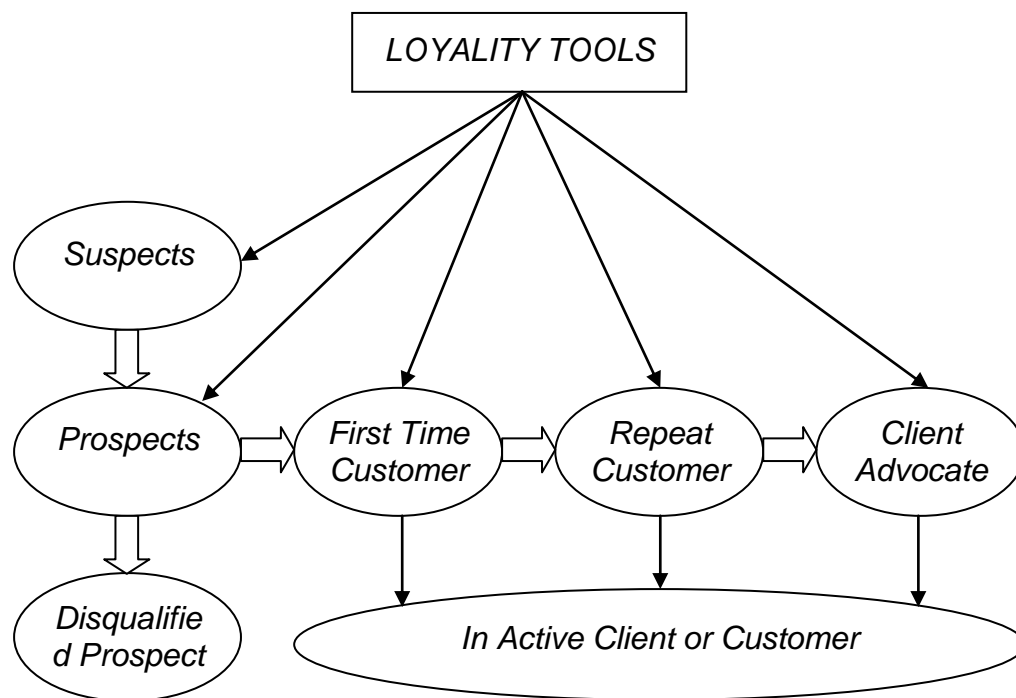 LOYALITY TOOLS
Suspects
Prospects
First Time
Customer
Repeat
Customer
Client
Advocate
Disqualifie
d Prospect
In Active Client or Customer